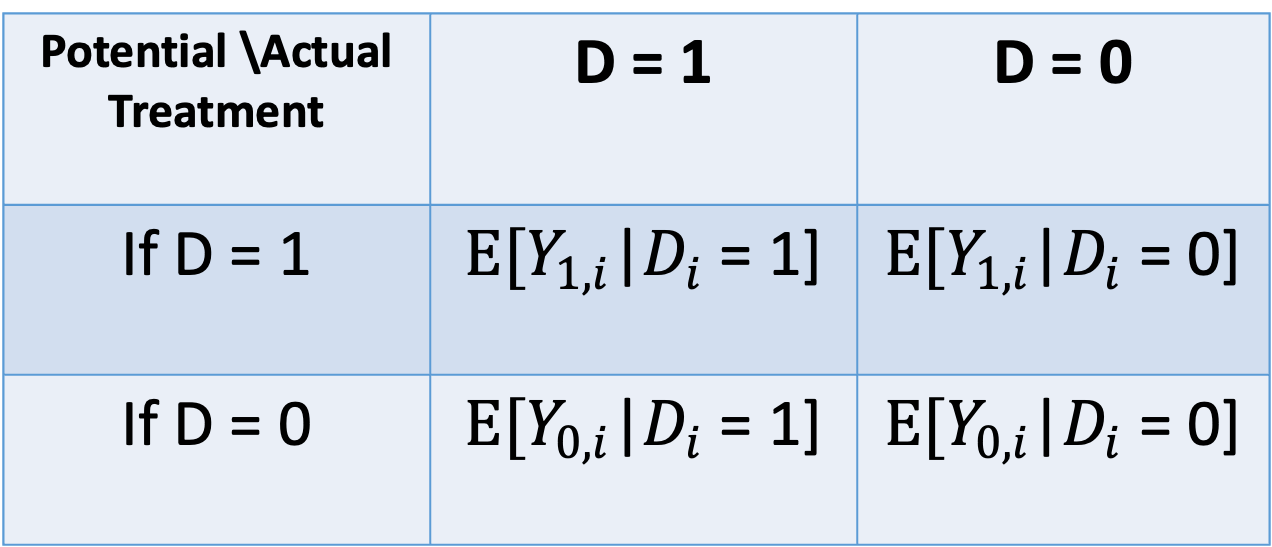 Potential \Actual
Treatment
D = 1
D = 0
If D = 1
E[Y₁,ᵢ|Dᵢ = 1]
E[Y₁,ᵢ|Dᵢ = 0]
If D = 0
E[Y₀,ᵢ|Dᵢ = 1]
E[Y₀,ᵢ|Dᵢ = 0]